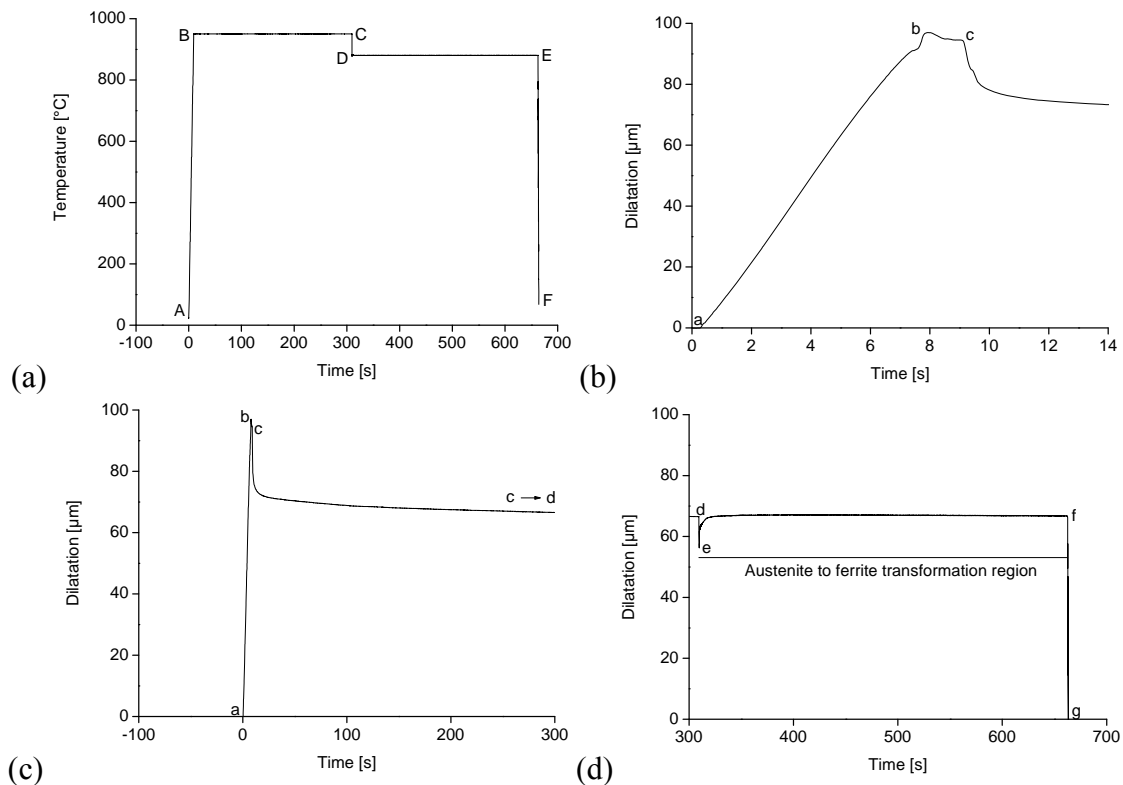 1000
800
600
400
200
0
Temperature [°C]
B
C
D
E
A
F
-100 0 100 200 300 400 500 600 700
Time [s]
(a)
100
80
60
40
20
0
Dilatation [µm]
b
c
a
0 2 4 6 8 10 12 14
Time [s]
(b)
100
80
60
40
20
0
Dilatation [µm]
b
c
c → d
a
-100 0 100 200 300
Time [s]
(c)
100
80
60
40
20
0
Dilatation [µm]
d
f
e
Austenite to ferrite transformation region
g
300 400 500 600 700
Time [s]
(d)